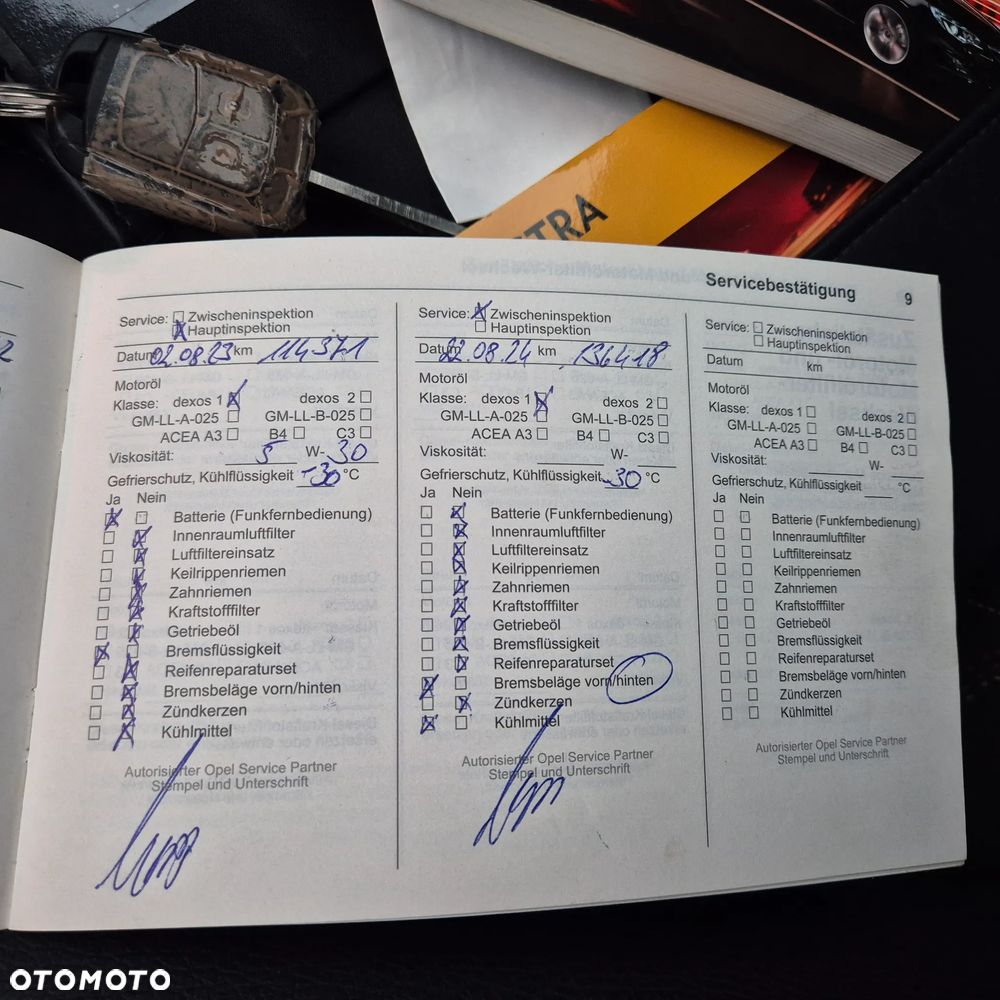 TRA
Servicebestätigung 9
Service: Zwischeninspektion
X Hauptinspektion
Datum 02.08.23 km 114371
Motoröl
Klasse: dexos 1 X dexos 2
GM-LL-A-025 GM-LL-B-025
ACEA A3 B4 C3
Viskosität: 5 W- 30
Gefrierschutz, Kühlflüssigkeit -30 °C
Ja Nein
X Batterie (Funkfernbedienung)
X Innenraumluftfilter
X Luftfiltereinsatz
X Keilrippenriemen
X Zahnriemen
X Kraftstofffilter
X Getriebeöl
X Bremsflüssigkeit
X Reifenreparaturset
X Bremsbeläge vorn/hinten
X Zündkerzen
X Kühlmittel
Autorisierter Opel Service Partner
Stempel und Unterschrift
Service: X Zwischeninspektion
Hauptinspektion
Datum 22.08.24 km 136418
Motoröl
Klasse: dexos 1 X dexos 2
GM-LL-A-025 GM-LL-B-025
ACEA A3 B4 C3
Viskosität: W-
Gefrierschutz, Kühlflüssigkeit -30 °C
Ja Nein
X Batterie (Funkfernbedienung)
X Innenraumluftfilter
X Luftfiltereinsatz
X Keilrippenriemen
X Zahnriemen
X Kraftstofffilter
X Getriebeöl
X Bremsflüssigkeit
X Reifenreparaturset
X Bremsbeläge vorn/hinten
X Zündkerzen
X Kühlmittel
Autorisierter Opel Service Partner
Stempel und Unterschrift
Service: Zwischeninspektion
Hauptinspektion
Datum km
Motoröl
Klasse: dexos 1 dexos 2
GM-LL-A-025 GM-LL-B-025
ACEA A3 B4 C3
Viskosität: W-
Gefrierschutz, Kühlflüssigkeit °C
Ja Nein
Batterie (Funkfernbedienung)
Innenraumluftfilter
Luftfiltereinsatz
Keilrippenriemen
Zahnriemen
Kraftstofffilter
Getriebeöl
Bremsflüssigkeit
Reifenreparaturset
Bremsbeläge vorn/hinten
Zündkerzen
Kühlmittel
Autorisierter Opel Service Partner
Stempel und Unterschrift
OTOMOTO